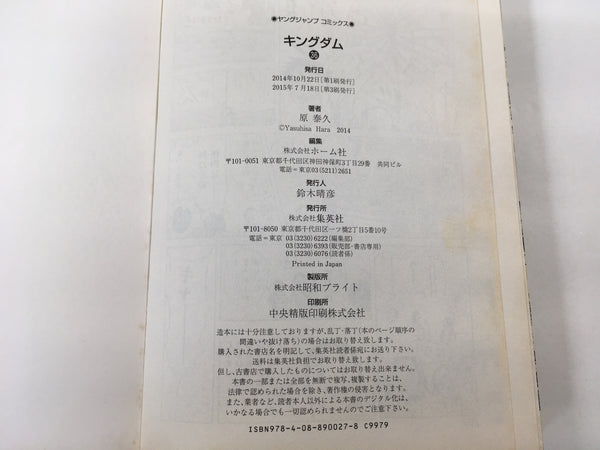 ●ヤングジャンプ コミックス●
キングダム
㊱
発行日
2014年10月22日[第1刷発行]
2015年7月18日[第3刷発行]
著者
原 泰久
©Yasuhisa Hara 2014
編集
株式会社ホーム社
〒101-0051 東京都千代田区神田神保町3丁目29番 共同ビル
電話＝東京03(5211)2651
発行人
鈴木晴彦
発行所
株式会社集英社
〒101-8050 東京都千代田区一ツ橋2丁目5番10号
電話＝東京 03(3230)6222(編集部)
03(3230)6393(販売部・書店専用)
03(3230)6076(読者係)
Printed in Japan
製版所
株式会社昭和ブライト
印刷所
中央精版印刷株式会社
造本には十分注意しておりますが、乱丁・落丁(本のページ順序の
間違いや抜け落ち)の場合はお取り替え致します。
購入された書店名を明記して、集英社読者係宛にお送り下さい。
送料は集英社負担でお取り替え致します。
但し、古書店で購入したものについてはお取り替え出来ません。
本書の一部または全部を無断で複写、複製することは、
法律で認められた場合を除き、著作権の侵害となります。
また、業者など、読者本人以外による本書のデジタル化は、
いかなる場合でも一切認められませんのでご注意下さい。
ISBN978-4-08-890027-8 C9979